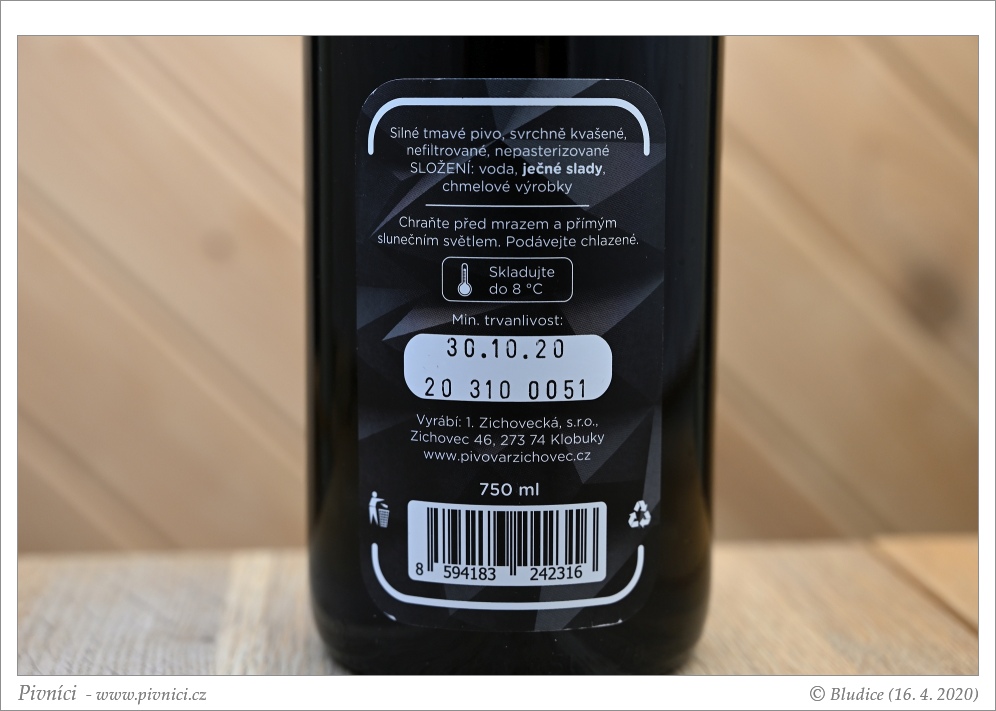 Silné tmavé pivo, svrchně kvašené,
nefiltrované, nepasterizované
SLOŽENÍ: voda, ječné slady,
chmelové výrobky
Chraňte před mrazem a přímým
slunečním světlem. Podávejte chlazené.
Skladujte
do 8 °C
Min. trvanlivost:
30.10.20
20 310 0051
Vyrábí: 1. Zichovecká, s.r.o.,
Zichovec 46, 273 74 Klobuky
www.pivovarzichovec.cz
750 ml
8 594183 242316
Pivníci - www.pivnici.cz
© Bludice (16. 4. 2020)